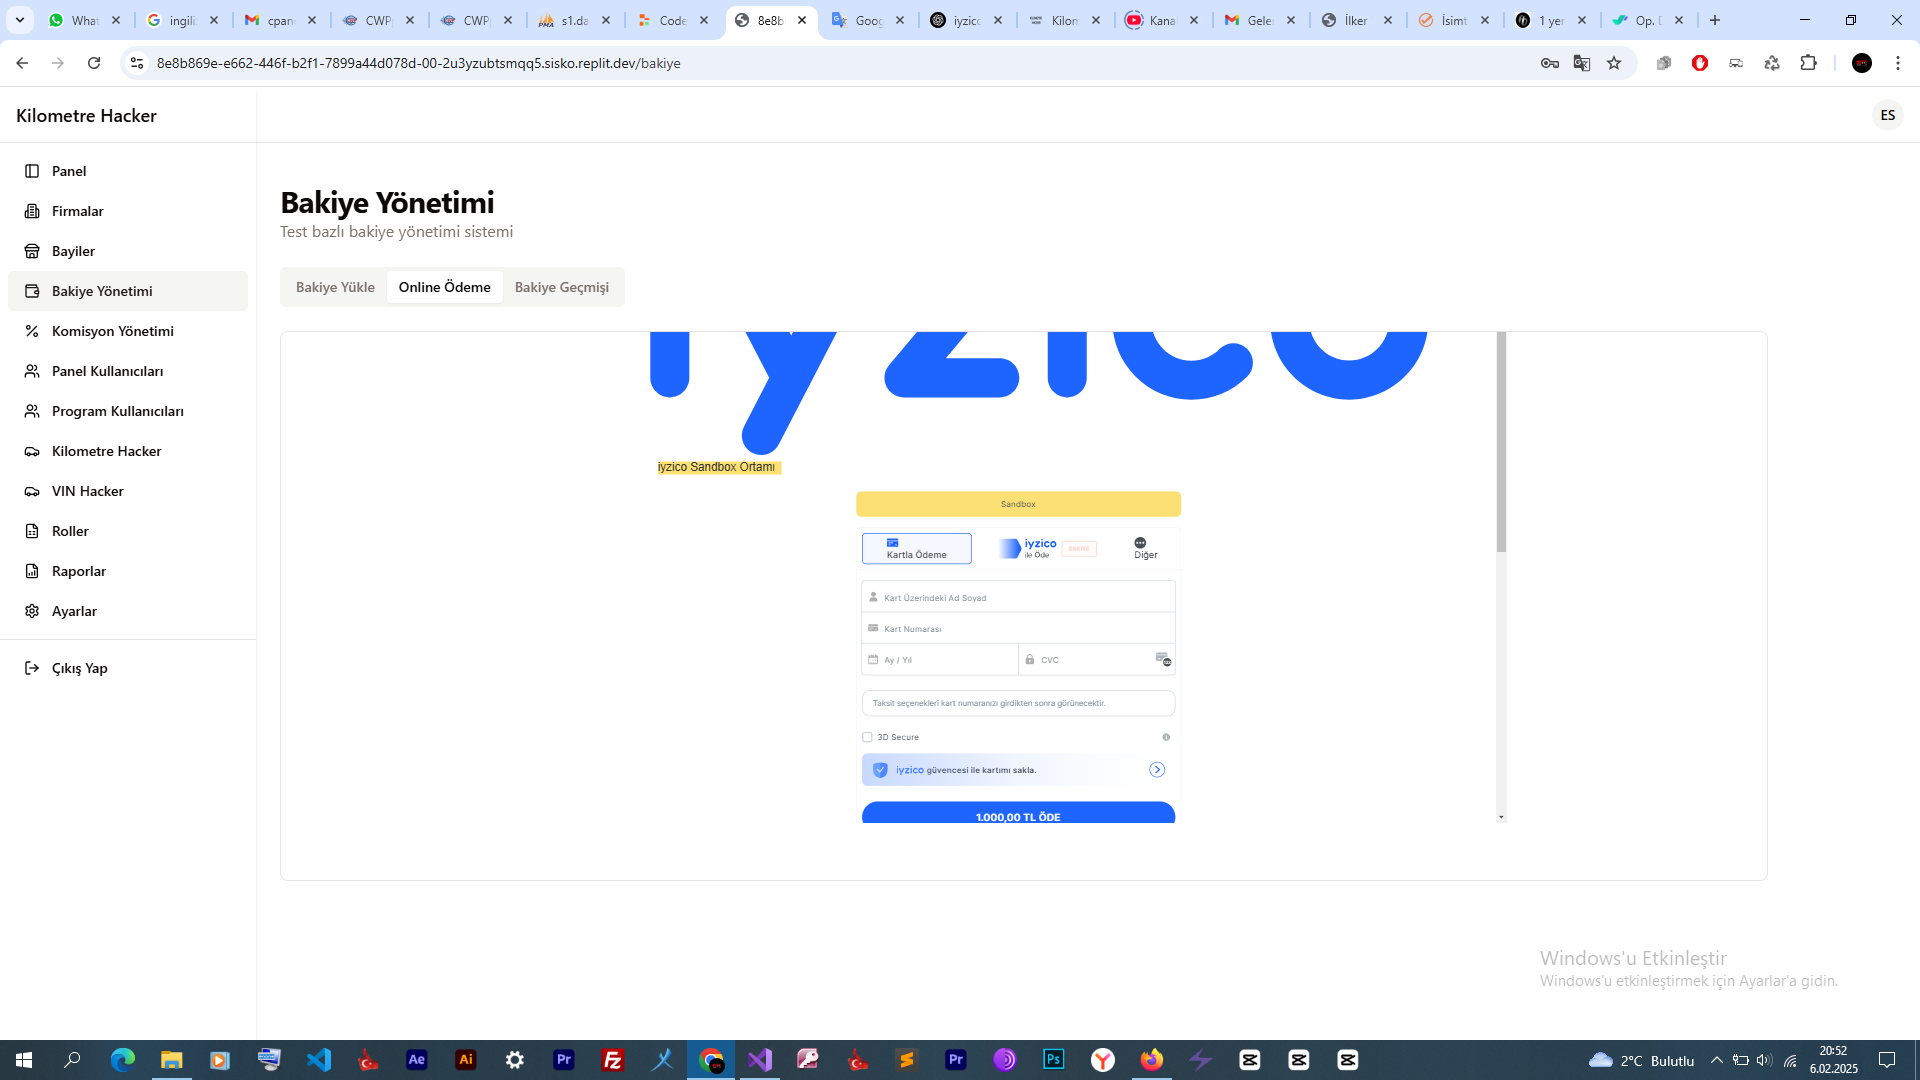 What
ingili
cpan
CWP
CWP
s1.da
Code
8e8b
Goog
iyzico
Kilon
Kana
Gele
İlker
İsimt
1 yer
Op. D
8e8b869e-e662-446f-b2f1-7899a44d078d-00-2u3yzubtsmqq5.sisko.replit.dev/bakiye
Kilometre Hacker
ES
Panel
Firmalar
Bayiler
Bakiye Yönetimi
Komisyon Yönetimi
Panel Kullanıcıları
Program Kullanıcıları
Kilometre Hacker
VIN Hacker
Roller
Raporlar
Ayarlar
Çıkış Yap
Bakiye Yönetimi
Test bazlı bakiye yönetimi sistemi
Bakiye Yükle
Online Ödeme
Bakiye Geçmişi
iyzico
iyzico Sandbox Ortamı
Sandbox
Kartla Ödeme
iyzico
ile Öde
BAKİYE
Diğer
Kart Üzerindeki Ad Soyad
Kart Numarası
Ay / Yıl
CVC
Taksit seçenekleri kart numaranızı girdikten sonra görünecektir.
3D Secure
iyzico güvencesi ile kartımı sakla.
1.000,00 TL ÖDE
Windows'u Etkinleştir
Windows'u etkinleştirmek için Ayarlar'a gidin.
Ae
Ai
Pr
Fz
Pr
Ps
2°C Bulutlu
20:52
6.02.2025